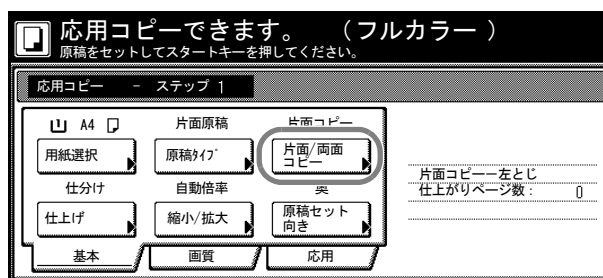 応用コピーできます。 （フルカラー ）
原稿をセットしてスタートキーを押してください。
応用コピー － ステップ 1
A4 片面原稿 片面コピー
用紙選択 原稿ﾀｲﾌﾟ 片面/両面
コピー
仕分け 自動倍率 奥
仕上げ 縮小/拡大 原稿セット
向き
基本 画質 応用
片面コピーー左とじ
仕上がりページ数： 0